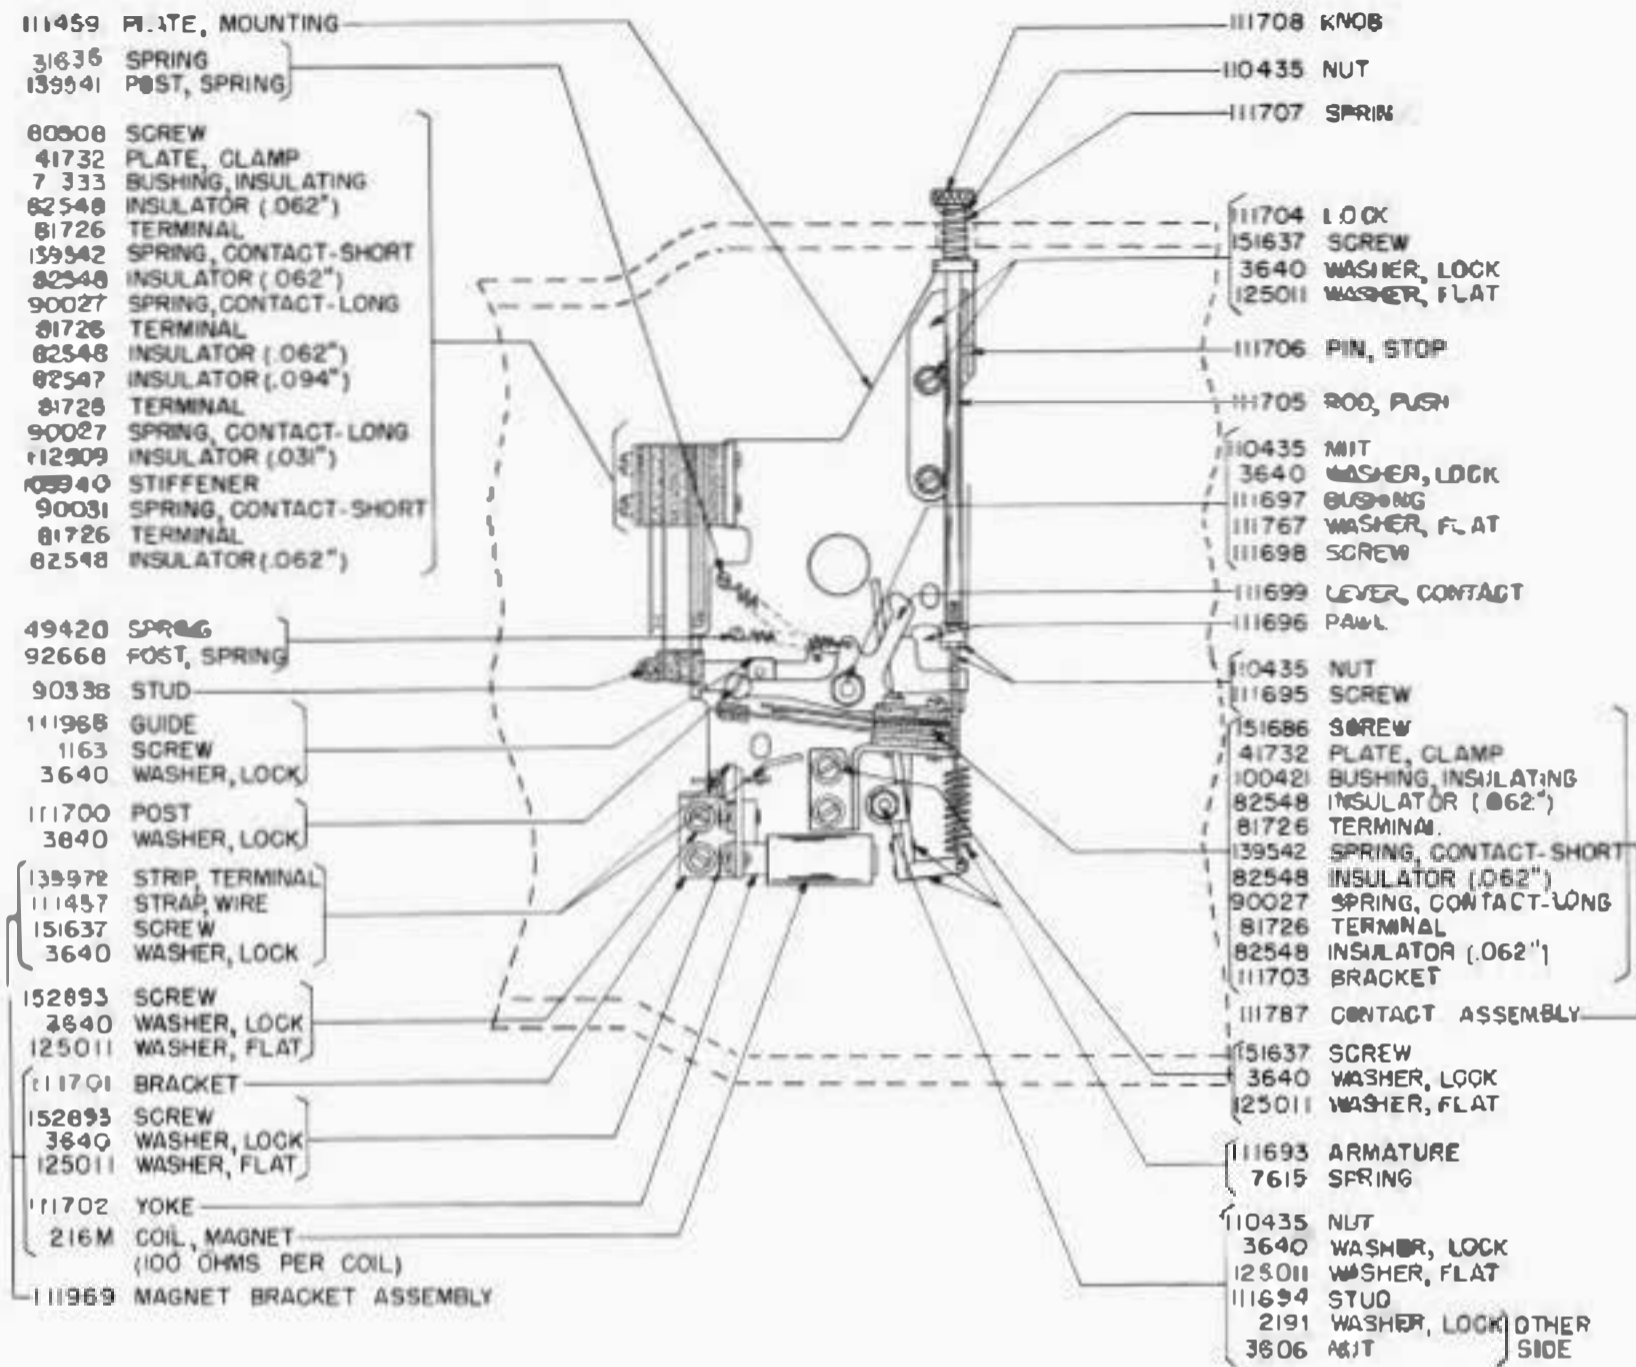 111459 PLATE, MOUNTING
31636 SPRING
139541 POST, SPRING
80508 SCREW
41732 PLATE, CLAMP
7 333 BUSHING, INSULATING
82548 INSULATOR (.062")
81726 TERMINAL
139542 SPRING, CONTACT-SHORT
82548 INSULATOR (.062")
90027 SPRING, CONTACT-LONG
81726 TERMINAL
82548 INSULATOR (.062")
82547 INSULATOR (.094")
81726 TERMINAL
90027 SPRING, CONTACT-LONG
112909 INSULATOR (.031")
STIFFENER
90031 SPRING, CONTACT-SHORT
81726 TERMINAL
82548 INSULATOR (.062")
49420 SPRING
92668 POST, SPRING
90338 STUD
111968 GUIDE
1163 SCREW
3640 WASHER, LOCK
111700 POST
3640 WASHER, LOCK
139972 STRIP, TERMINAL
111457 STRAP, WIRE
151637 SCREW
3640 WASHER, LOCK
152893 SCREW
3640 WASHER, LOCK
125011 WASHER, FLAT
111701 BRACKET
152893 SCREW
3640 WASHER, LOCK
125011 WASHER, FLAT
111702 YOKE
216M COIL, MAGNET
(100 OHMS PER COIL)
111969 MAGNET BRACKET ASSEMBLY
111708 KNOB
110435 NUT
111707 SPRIN
111704 LOCK
151637 SCREW
3640 WASHER, LOCK
125011 WASHER, FLAT
111706 PIN, STOP
111705 ROD, PUSH
110435 NUT
3640 WASHER, LOCK
111697 BUSHING
111767 WASHER, FLAT
111698 SCREW
111699 LEVER, CONTACT
111696 PAWL
110435 NUT
111695 SCREW
151686 SCREW
41732 PLATE, CLAMP
100421 BUSHING, INSULATING
82548 INSULATOR (.062")
81726 TERMINAL
139542 SPRING, CONTACT-SHORT
82548 INSULATOR (.062")
90027 SPRING, CONTACT-LONG
81726 TERMINAL
82548 INSULATOR (.062")
111703 BRACKET
111787 CONTACT ASSEMBLY
151637 SCREW
3640 WASHER, LOCK
125011 WASHER, FLAT
111693 ARMATURE
7615 SPRING
110435 NUT
3640 WASHER, LOCK
125011 WASHER, FLAT
111694 STUD
2191 WASHER, LOCK OTHER
3606 NUT SIDE